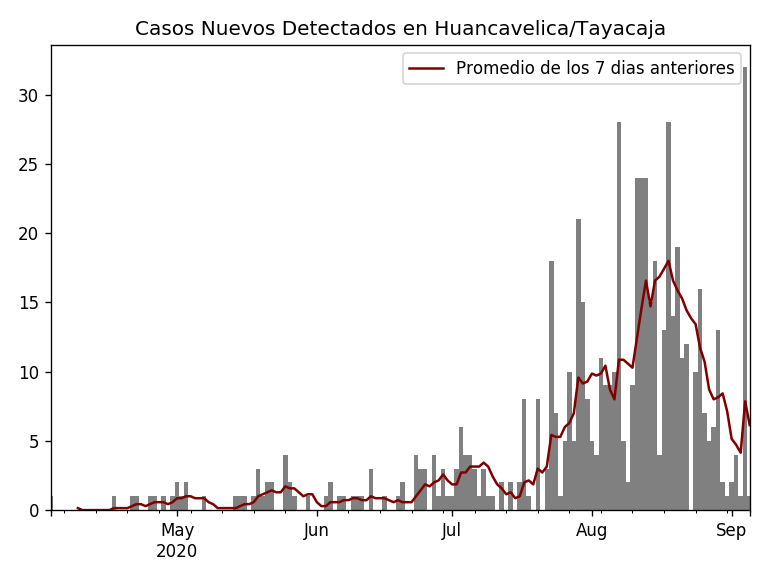 Casos Nuevos Detectados en Huancavelica/Tayacaja
Promedio de los 7 dias anteriores
30
25
20
15
10
5
0
May
2020
Jun
Jul
Aug
Sep